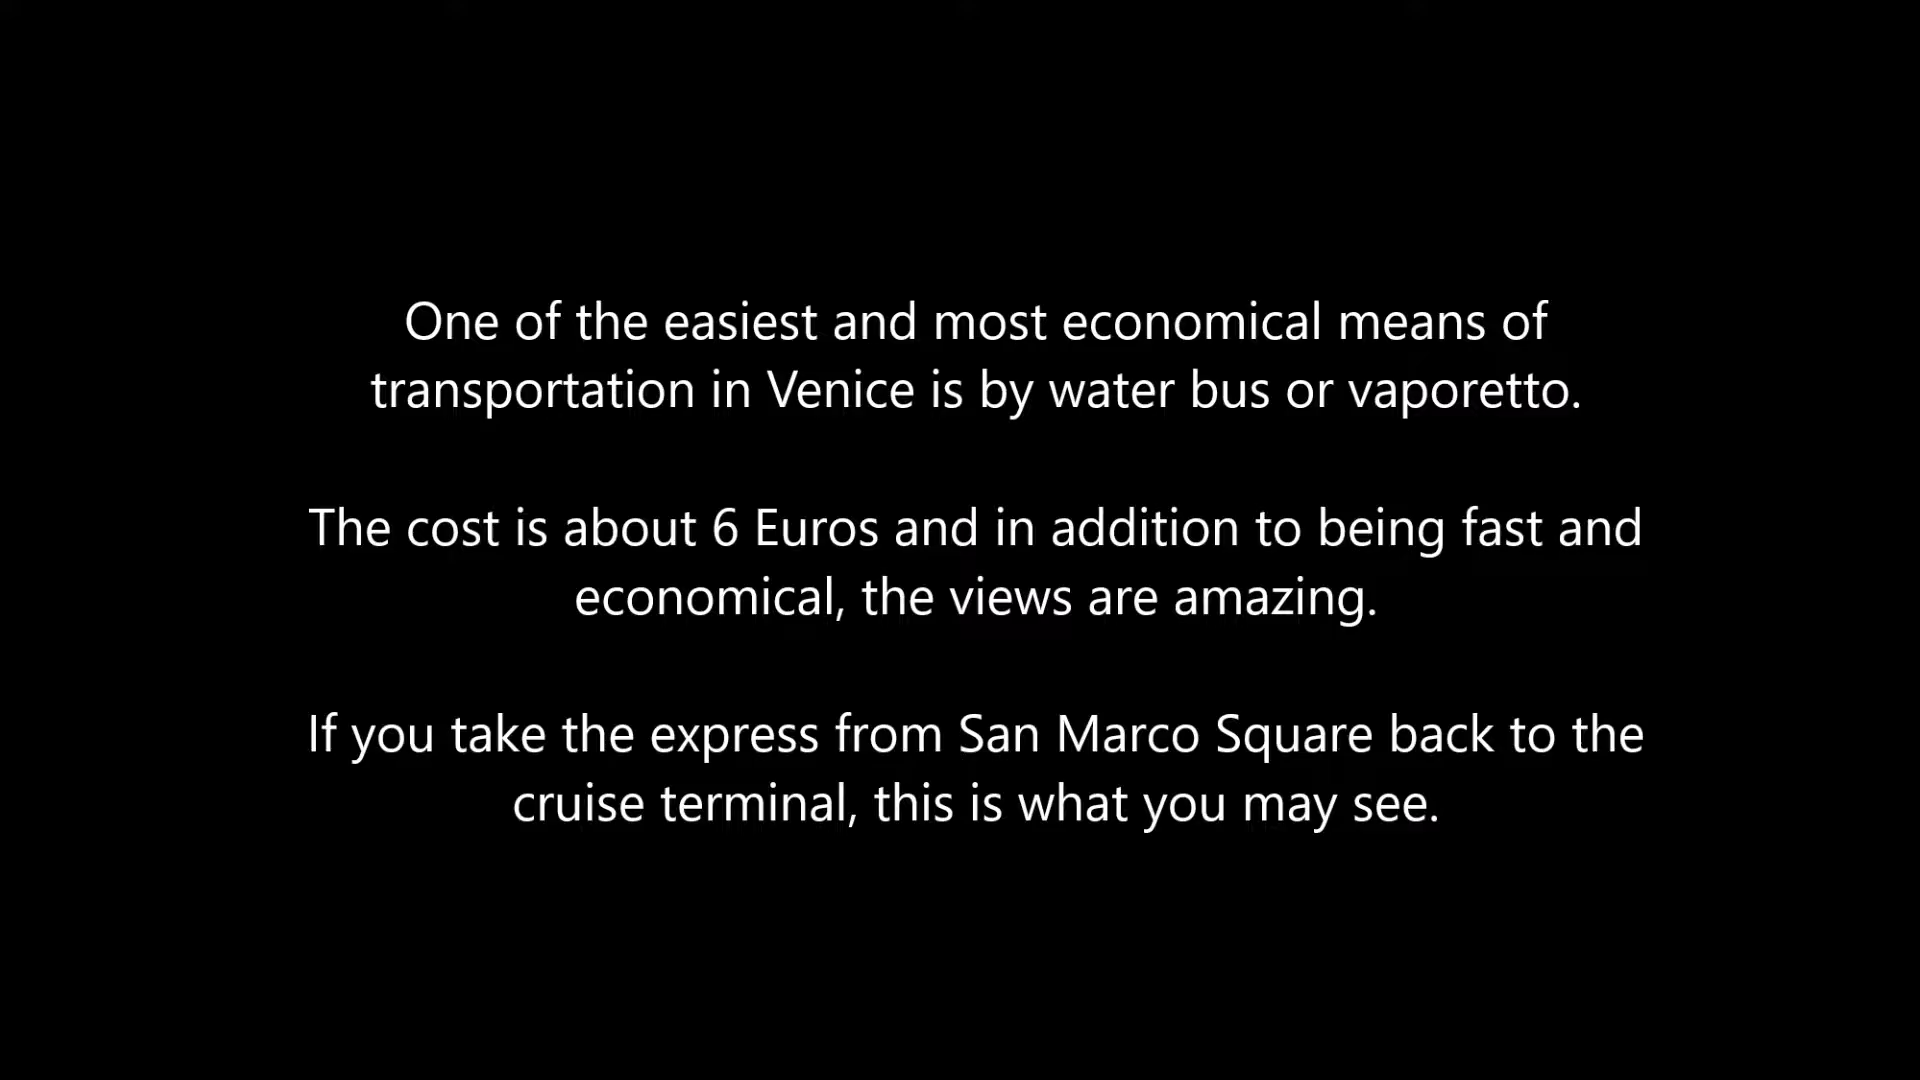 One of the easiest and most economical means of
transportation in Venice is by water bus or vaporetto.
The cost is about 6 Euros and in addition to being fast and
economical, the views are amazing.
If you take the express from San Marco Square back to the
cruise terminal, this is what you may see.